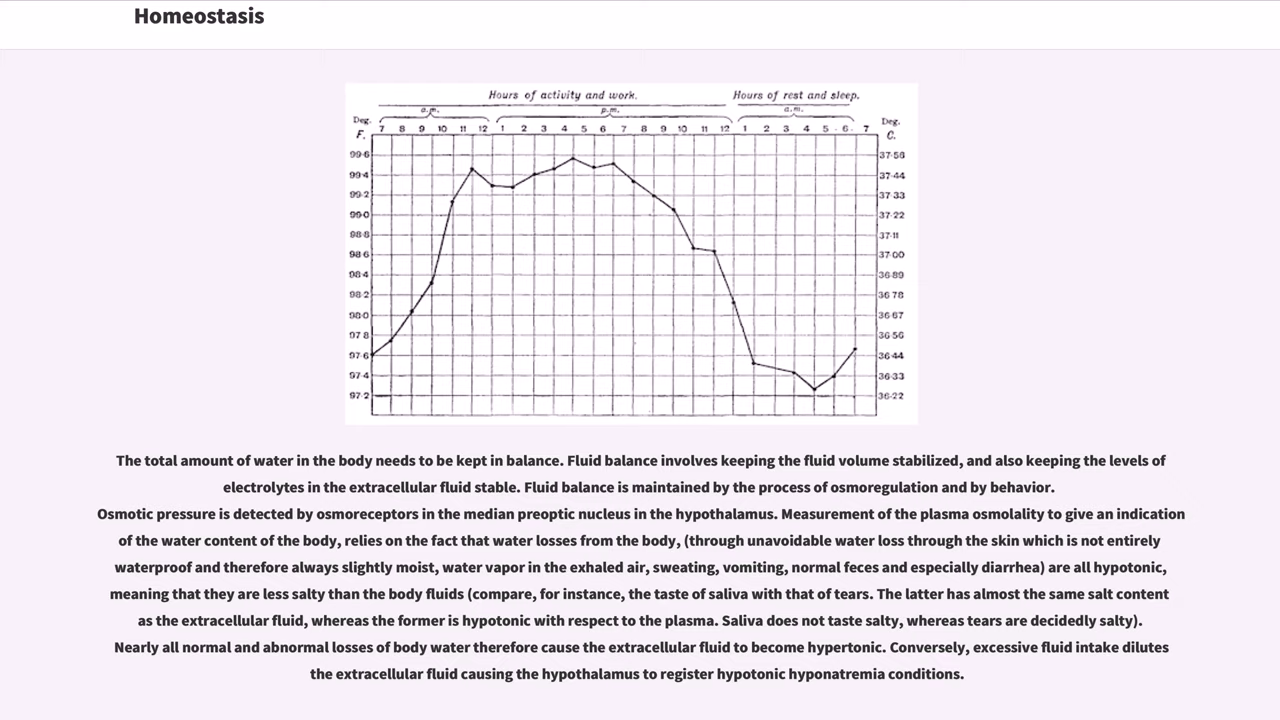 Homeostasis
Hours of activity and work. Hours of rest and sleep.
a.m. p.m. a.m.
Deg. Deg.
F. 7 8 9 10 11 12 1 2 3 4 5 6 7 8 9 10 11 12 1 2 3 4 5 6 7 C.
99·6 37·56
99·4 37·44
99·2 37·33
99·0 37·22
98·8 37·11
98·6 37·00
98·4 36·89
98·2 36·78
98·0 36·67
97·8 36·56
97·6 36·44
97·4 36·33
97·2 36·22
The total amount of water in the body needs to be kept in balance. Fluid balance involves keeping the fluid volume stabilized, and also keeping the levels of
electrolytes in the extracellular fluid stable. Fluid balance is maintained by the process of osmoregulation and by behavior.
Osmotic pressure is detected by osmoreceptors in the median preoptic nucleus in the hypothalamus. Measurement of the plasma osmolality to give an indication
of the water content of the body, relies on the fact that water losses from the body, (through unavoidable water loss through the skin which is not entirely
waterproof and therefore always slightly moist, water vapor in the exhaled air, sweating, vomiting, normal feces and especially diarrhea) are all hypotonic,
meaning that they are less salty than the body fluids (compare, for instance, the taste of saliva with that of tears. The latter has almost the same salt content
as the extracellular fluid, whereas the former is hypotonic with respect to the plasma. Saliva does not taste salty, whereas tears are decidedly salty).
Nearly all normal and abnormal losses of body water therefore cause the extracellular fluid to become hypertonic. Conversely, excessive fluid intake dilutes
the extracellular fluid causing the hypothalamus to register hypotonic hyponatremia conditions.